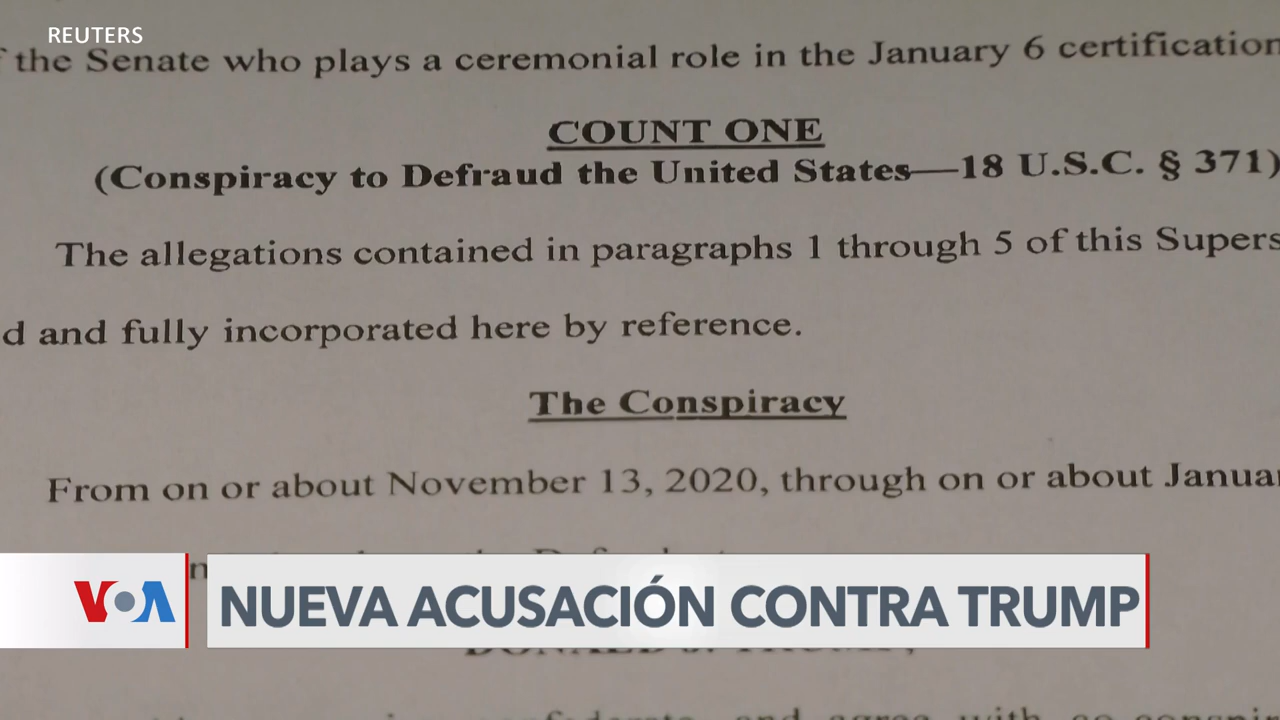 REUTERS
the Senate who plays a ceremonial role in the January 6 certification
COUNT ONE
(Conspiracy to Defraud the United States—18 U.S.C. § 371)
The allegations contained in paragraphs 1 through 5 of this Supers
d and fully incorporated here by reference.
The Conspiracy
From on or about November 13, 2020, through on or about Januar
VOA
NUEVA ACUSACIÓN CONTRA TRUMP